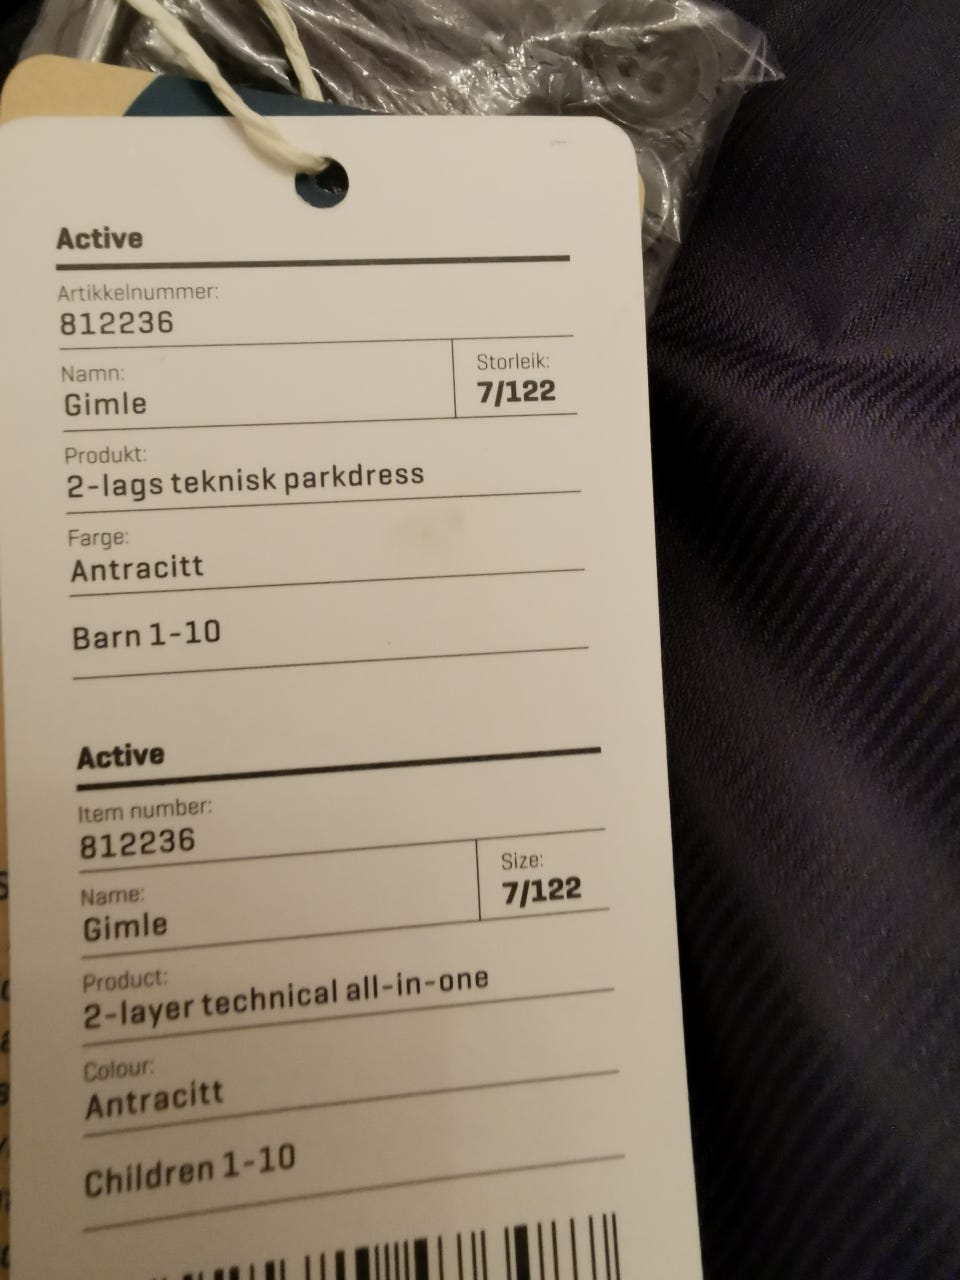 Active
Artikkelnummer:
812236
Namn:
Gimle
Storleik:
7/122
Produkt:
2-lags teknisk parkdress
Farge:
Antracitt
Barn 1-10
Active
Item number:
812236
Name:
Gimle
Size:
7/122
Product:
2-layer technical all-in-one
Colour:
Antracitt
Children 1-10